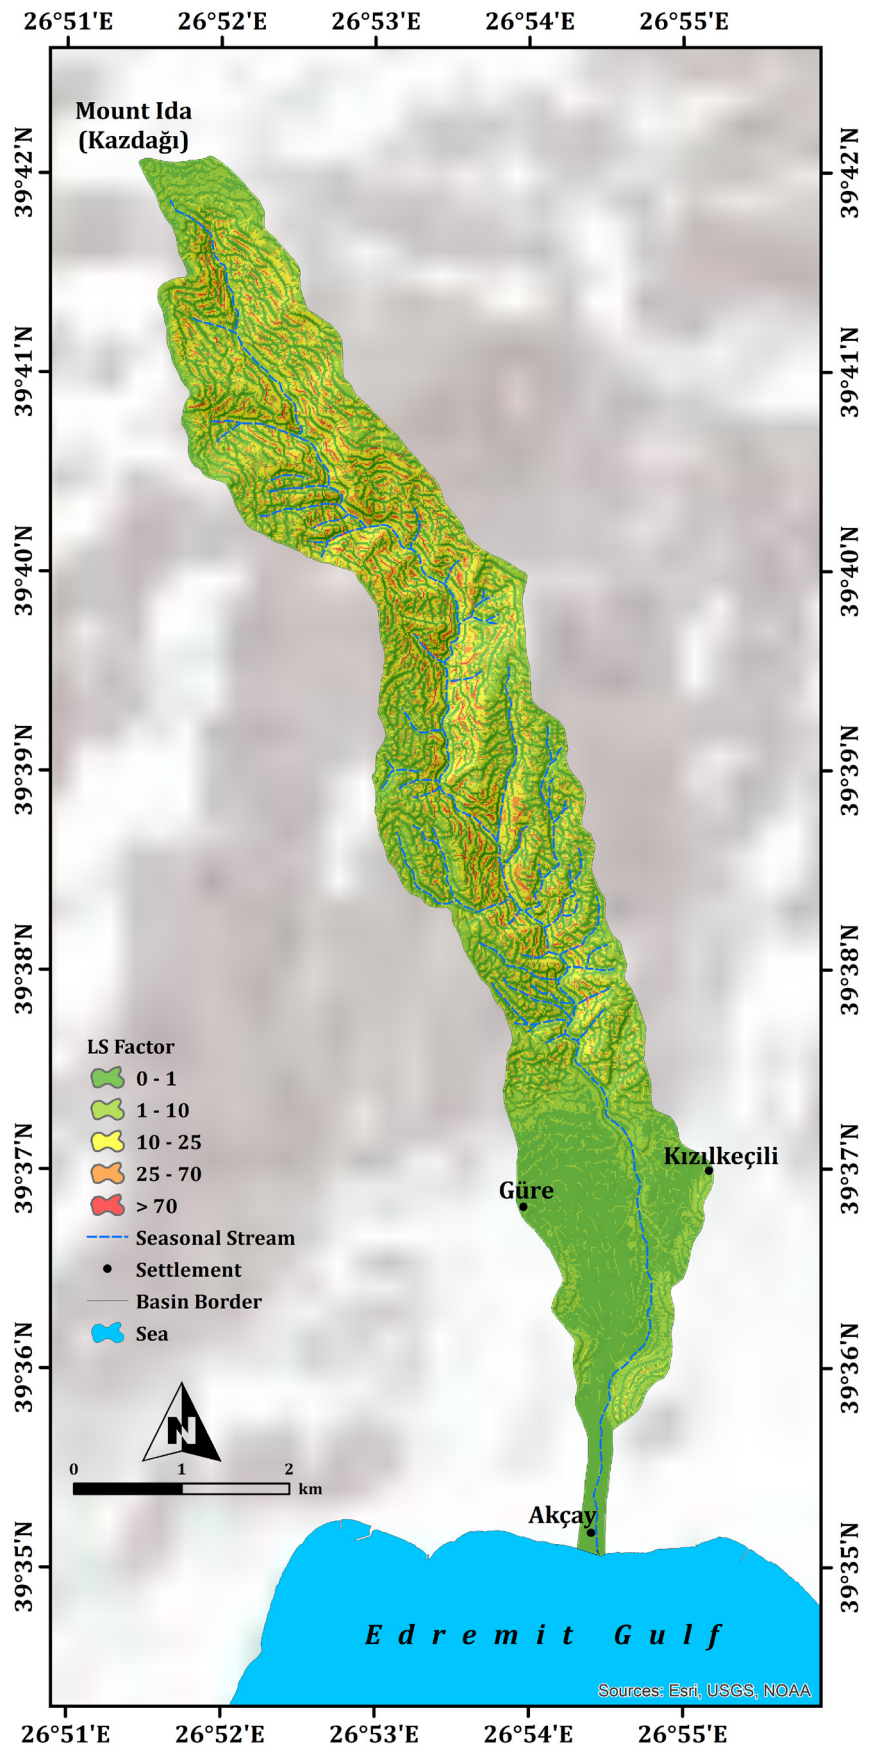 26°51'E 26°52'E 26°53'E 26°54'E 26°55'E
Mount Ida
(Kazdağı)
39°42'N 39°42'N
39°41'N 39°41'N
39°40'N 39°40'N
39°39'N 39°39'N
39°38'N 39°38'N
LS Factor
0 - 1
1 - 10
10 - 25
25 - 70
> 70
Seasonal Stream
Settlement
Basin Border
Sea
39°37'N 39°37'N
Kızılkeçili
Güre
39°36'N 39°36'N
N
0 1 2
km
Akçay
39°35'N 39°35'N
Edremit Gulf
Sources: Esri, USGS, NOAA
26°51'E 26°52'E 26°53'E 26°54'E 26°55'E